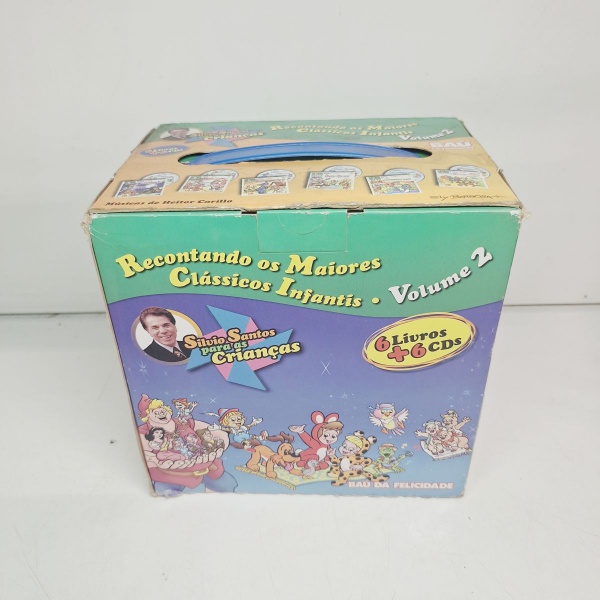 Recontando os Maiores
Clássicos Infantis
Volume 2
Crianças
BAÚ
Músicas de Heitor Carillo
Recontando os Maiores
Clássicos Infantis • Volume 2
Silvio Santos
para as
Crianças
6 Livros
+6 CDs
BAÚ DA FELICIDADE